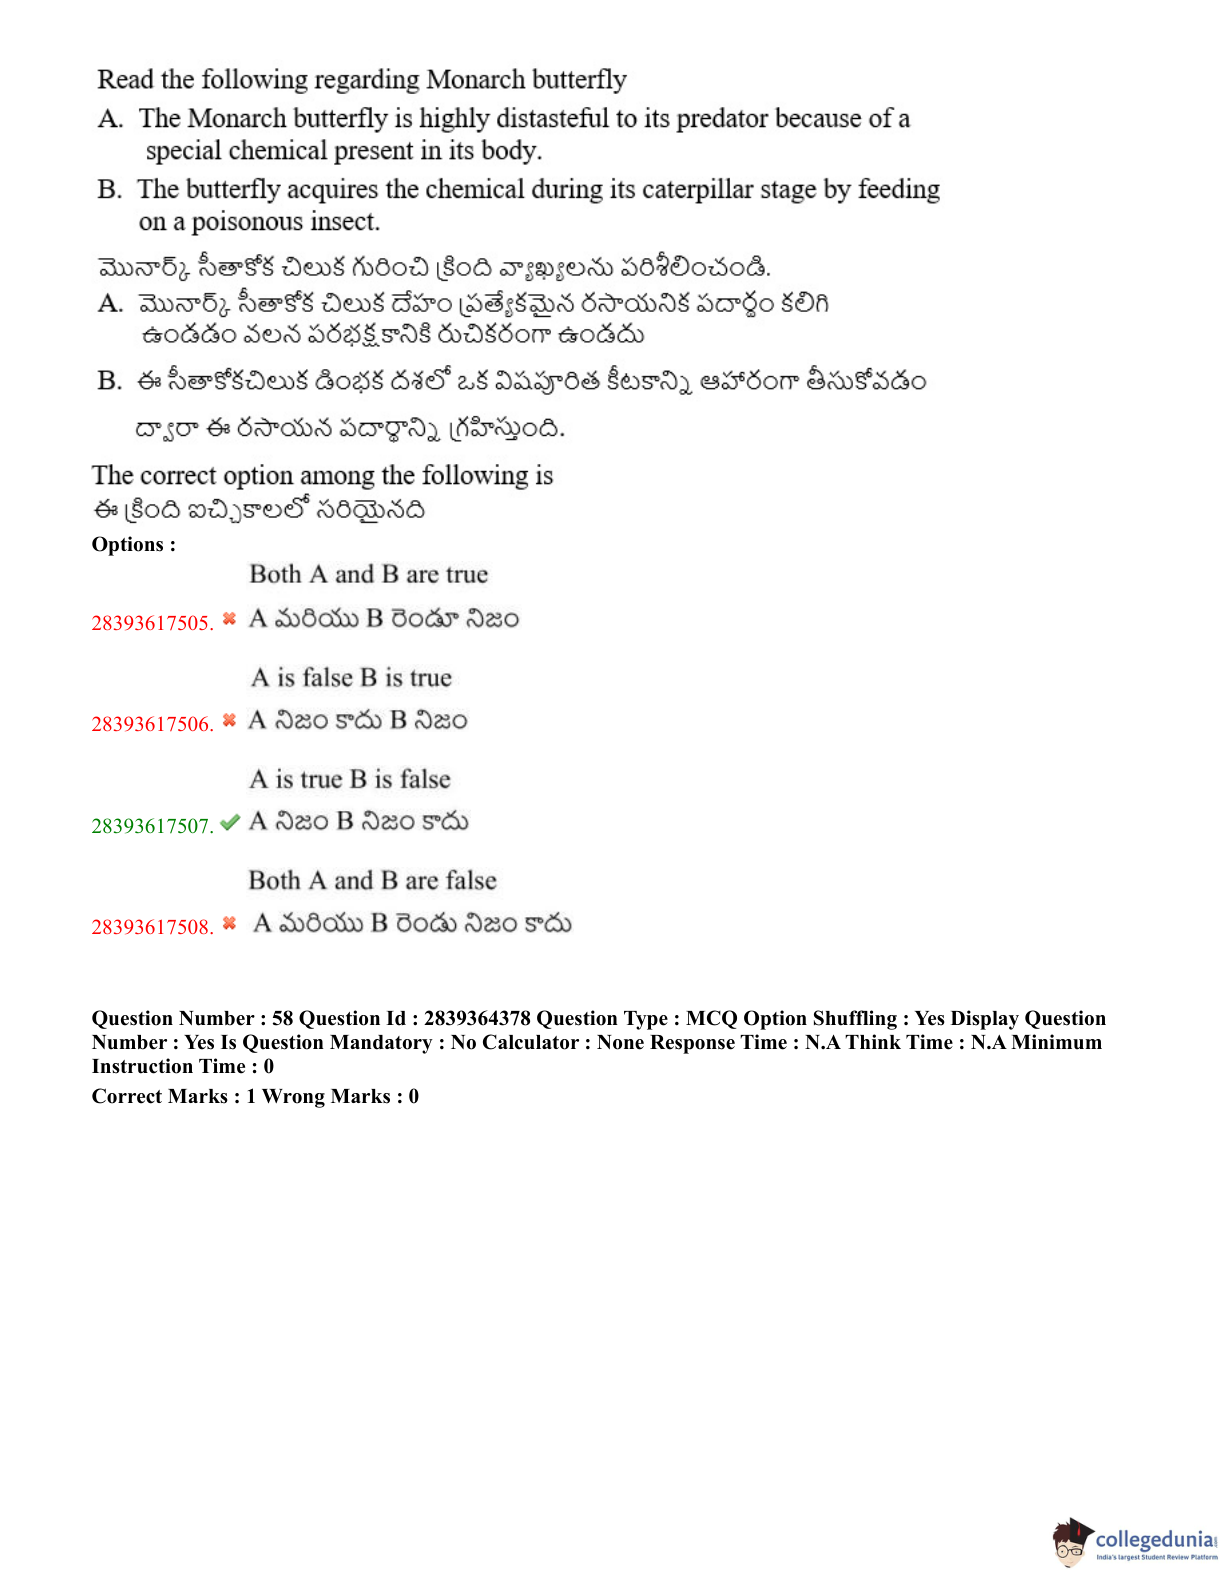 Read the following regarding Monarch butterfly
A. The Monarch butterfly is highly distasteful to its predator because of a
special chemical present in its body.
B. The butterfly acquires the chemical during its caterpillar stage by feeding
on a poisonous insect.
మొనార్క్ సీతాకోక చిలుక గురించి క్రింది వ్యాఖ్యలను పరిశీలించండి.
A. మొనార్క్ సీతాకోక చిలుక దేహం ప్రత్యేకమైన రసాయనిక పదార్థం కలిగి
ఉండడం వలన పరభక్షకానికి రుచికరంగా ఉండదు
B. ఈ సీతాకోకచిలుక డింభక దశలో ఒక విషపూరిత కీటకాన్ని ఆహారంగా తీసుకోవడం
ద్వారా ఈ రసాయన పదార్థాన్ని గ్రహిస్తుంది.
The correct option among the following is
ఈ క్రింది ఐచ్చికాలలో సరియైనది
Options :
Both A and B are true
28393617505. A మరియు B రెండూ నిజం
A is false B is true
28393617506. A నిజం కాదు B నిజం
A is true B is false
28393617507. A నిజం B నిజం కాదు
Both A and B are false
28393617508. A మరియు B రెండు నిజం కాదు
Question Number : 58 Question Id : 2839364378 Question Type : MCQ Option Shuffling : Yes Display Question
Number : Yes Is Question Mandatory : No Calculator : None Response Time : N.A Think Time : N.A Minimum
Instruction Time : 0
Correct Marks : 1 Wrong Marks : 0
collegedunia
India's largest Student Review Platform